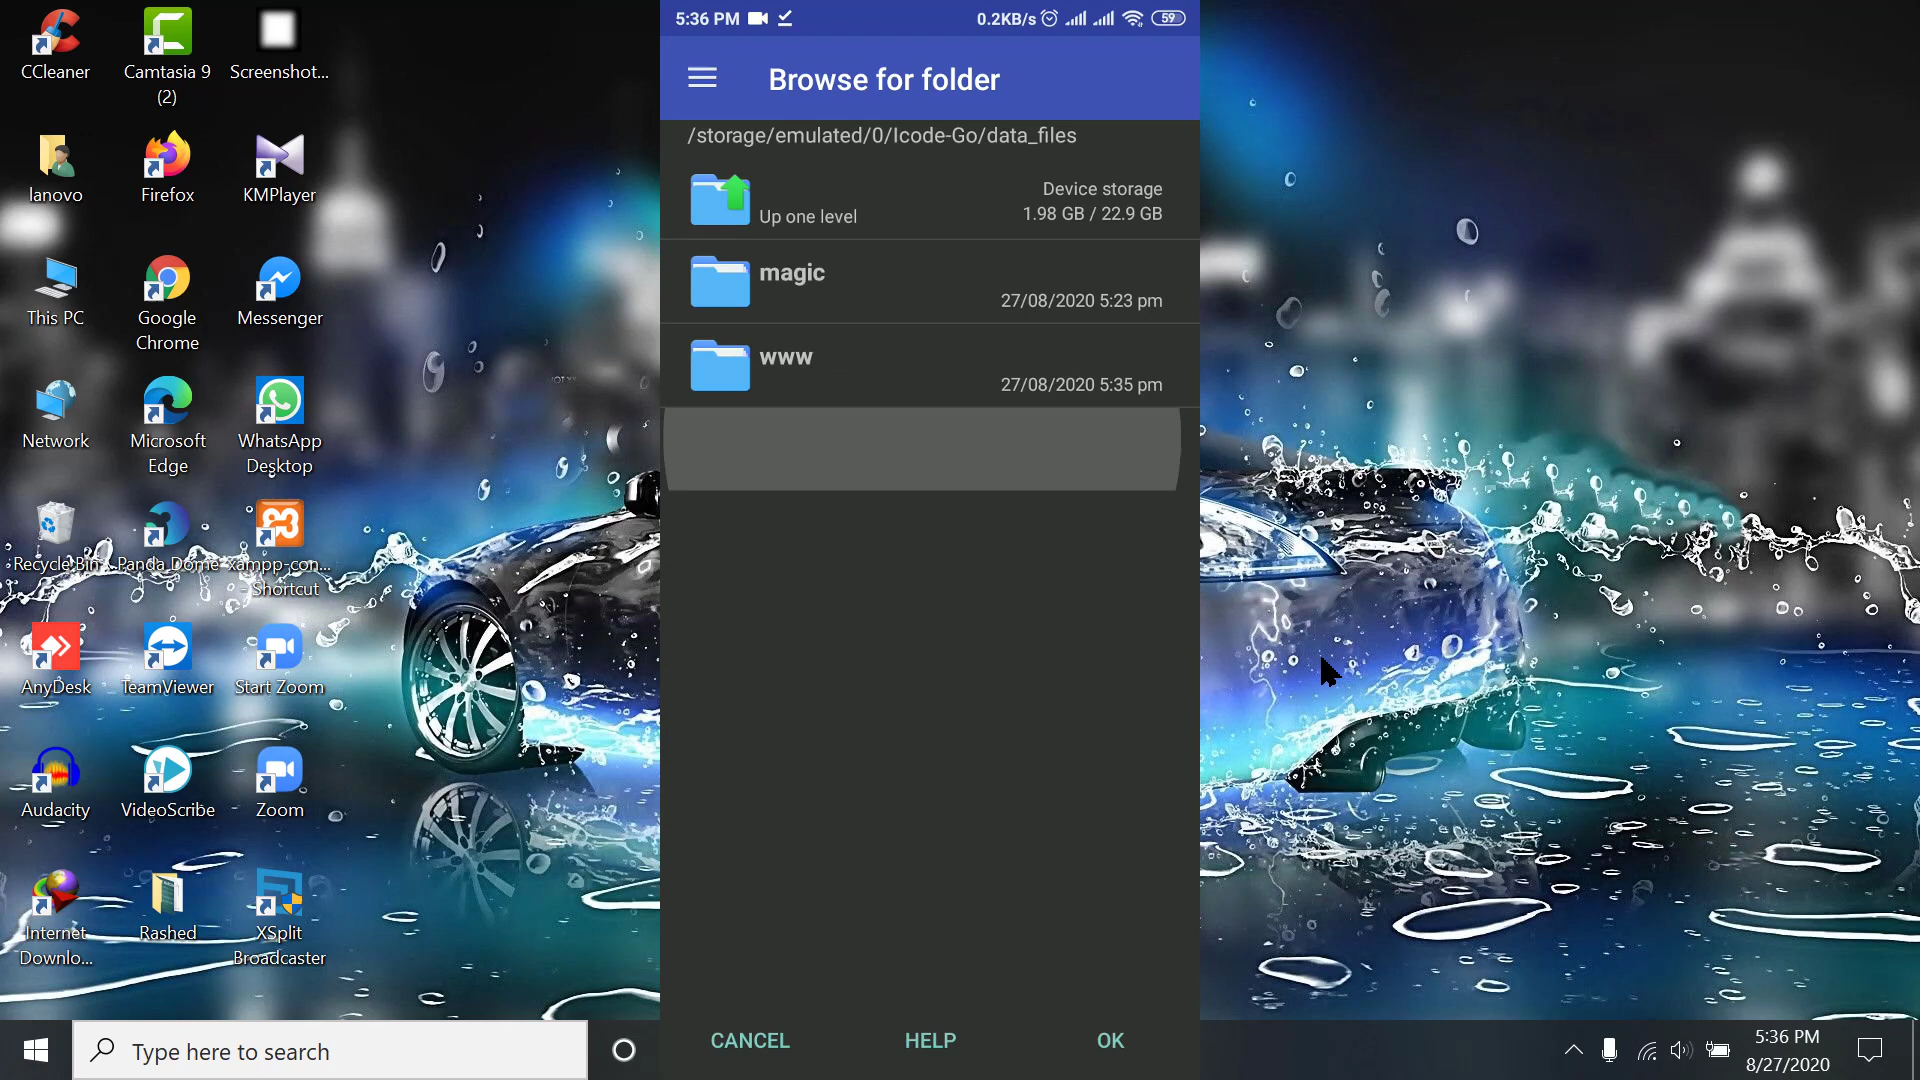 CCleaner
Camtasia 9
(2)
Screenshot...
lanovo
Firefox
KMPlayer
This PC
Google
Chrome
Messenger
Network
Microsoft
Edge
WhatsApp
Desktop
Recycle Bin
Panda Dome
xampp-con...
- Shortcut
AnyDesk
TeamViewer
Start Zoom
Audacity
VideoScribe
Zoom
Internet
Downlo...
Rashed
XSplit
Broadcaster
5:36 PM
0.2KB/s
59
Browse for folder
/storage/emulated/0/Icode-Go/data_files
Up one level
Device storage
1.98 GB / 22.9 GB
magic
27/08/2020 5:23 pm
www
27/08/2020 5:35 pm
CANCEL
HELP
OK
Type here to search
5:36 PM
8/27/2020